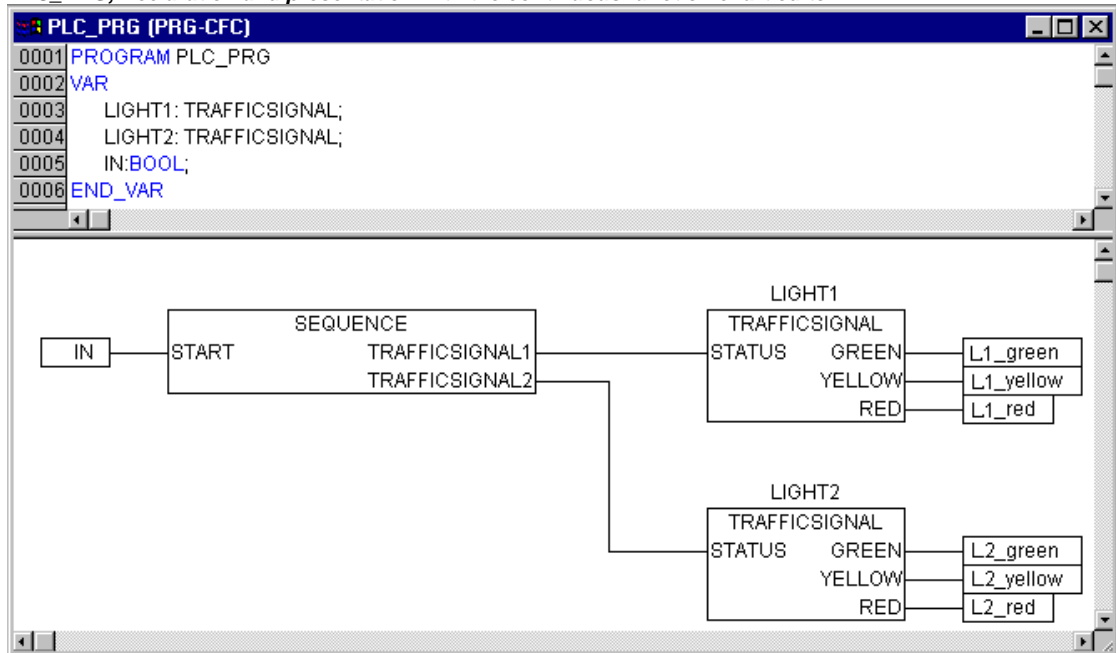 PLC_PRG (PRG-CFC)
0001 PROGRAM PLC_PRG
0002 VAR
0003 LIGHT1: TRAFFICSIGNAL;
0004 LIGHT2: TRAFFICSIGNAL;
0005 IN:BOOL;
0006 END_VAR
LIGHT1
SEQUENCE
TRAFFICSIGNAL
IN
START
TRAFFICSIGNAL1
STATUS
GREEN
L1_green
TRAFFICSIGNAL2
YELLOW
L1_yellow
RED
L1_red
LIGHT2
TRAFFICSIGNAL
STATUS
GREEN
L2_green
YELLOW
L2_yellow
RED
L2_red